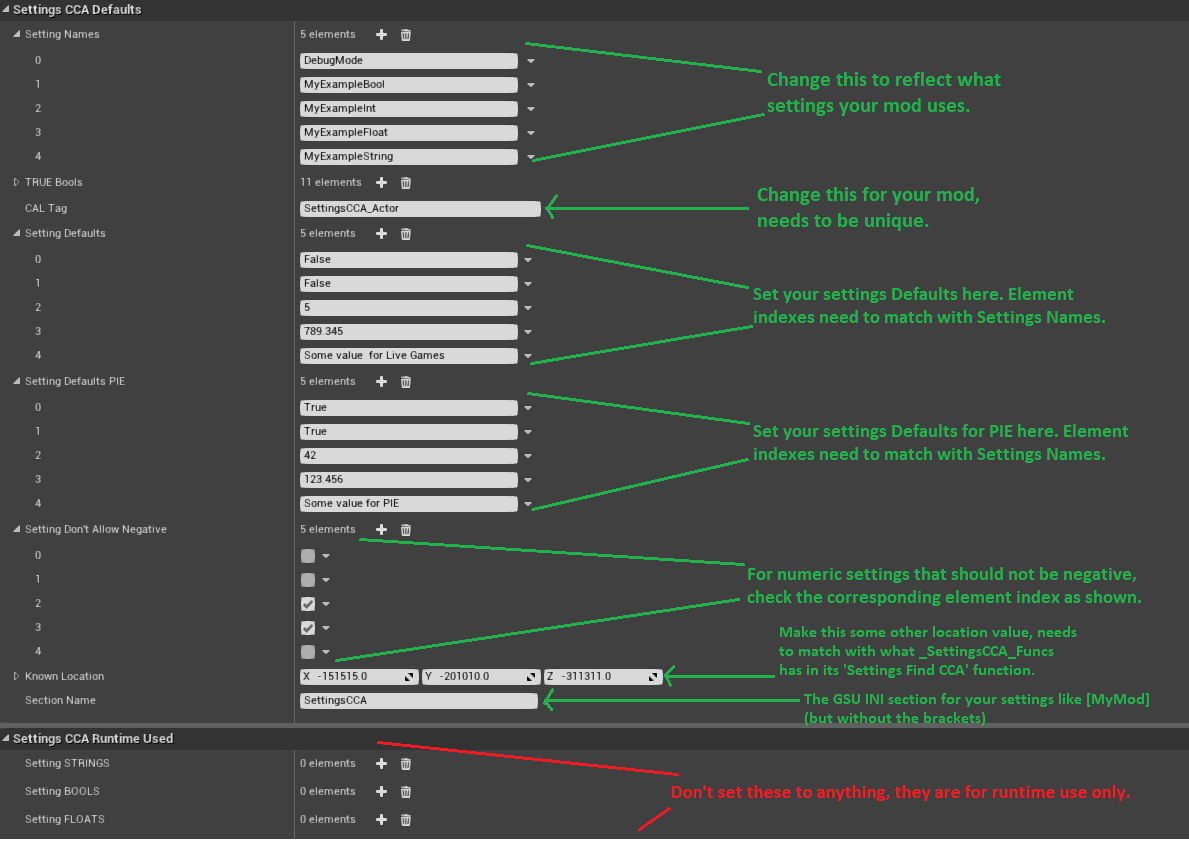 Settings CCA Defaults
Setting Names 5 elements
0 DebugMode
1 MyExampleBool
2 MyExampleInt
3 MyExampleFloat
4 MyExampleString
Change this to reflect what
settings your mod uses.
TRUE Bools 11 elements
CAL Tag SettingsCCA_Actor
Change this for your mod,
needs to be unique.
Setting Defaults 5 elements
0 False
1 False
2 5
3 789.345
4 Some value  for Live Games
Set your settings Defaults here. Element
indexes need to match with Settings Names.
Setting Defaults PIE 5 elements
0 True
1 True
2 42
3 123.456
4 Some value for PIE
Set your settings Defaults for PIE here. Element
indexes need to match with Settings Names.
Setting Don't Allow Negative 5 elements
0
1
2
3
4
For numeric settings that should not be negative,
check the corresponding element index as shown.
Known Location X -151515.0 Y -201010.0 Z -311311.0
Make this some other location value, needs
to match with what _SettingsCCA_Funcs
has in its 'Settings Find CCA' function.
Section Name SettingsCCA
The GSU INI section for your settings like [MyMod]
(but without the brackets)
Settings CCA Runtime Used
Setting STRINGS 0 elements
Setting BOOLS 0 elements
Setting FLOATS 0 elements
Don't set these to anything, they are for runtime use only.